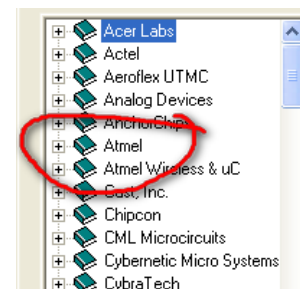 Acer Labs
Actel
Aeroflex UTMC
Analog Devices
AnchorChips
Atmel
Atmel Wireless & uC
Cast, Inc.
Chipcon
CML Microcircuits
Cybernetic Micro Systems
CybraTech